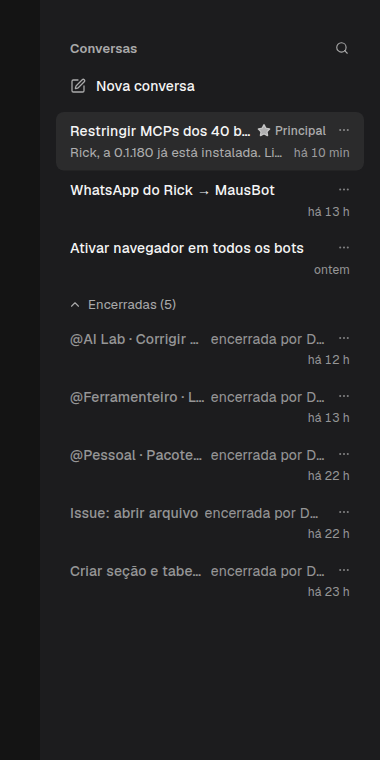 Conversas
Nova conversa
Restringir MCPs dos 40 b... Principal ...
Rick, a 0.1.180 já está instalada. Li... há 10 min
WhatsApp do Rick → MausBot ...
há 13 h
Ativar navegador em todos os bots ...
ontem
Encerradas (5)
@AI Lab · Corrigir ... encerrada por D... ...
há 12 h
@Ferramenteiro · L... encerrada por D... ...
há 13 h
@Pessoal · Pacote... encerrada por D... ...
há 22 h
Issue: abrir arquivo encerrada por D... ...
há 22 h
Criar seção e tabe... encerrada por D... ...
há 23 h